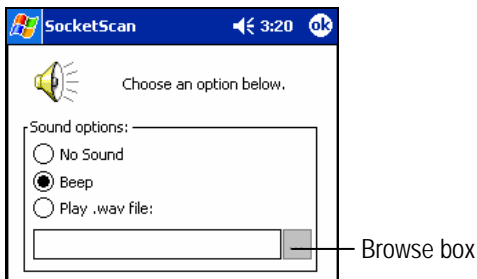 SocketScan 3:20 ok
Choose an option below.
Sound options:
No Sound
Beep
Play .wav file:
... Browse box